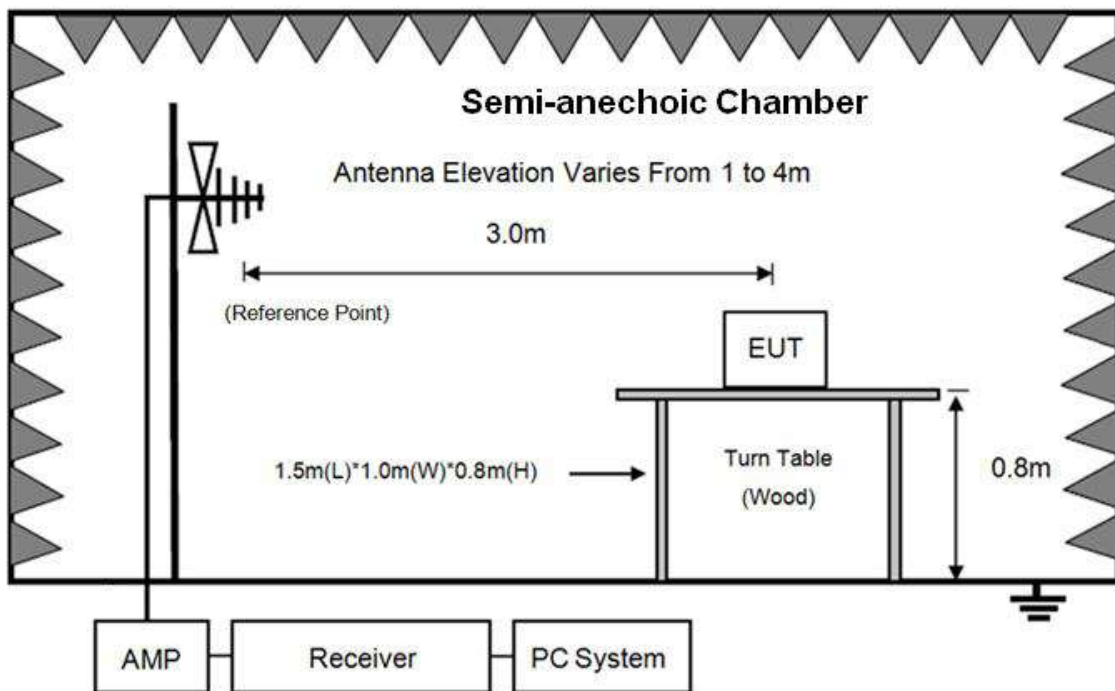 Semi-anechoic Chamber
Antenna Elevation Varies From 1 to 4m
3.0m
(Reference Point)
EUT
1.5m(L)*1.0m(W)*0.8m(H)
Turn Table
(Wood)
0.8m
AMP
Receiver
PC System